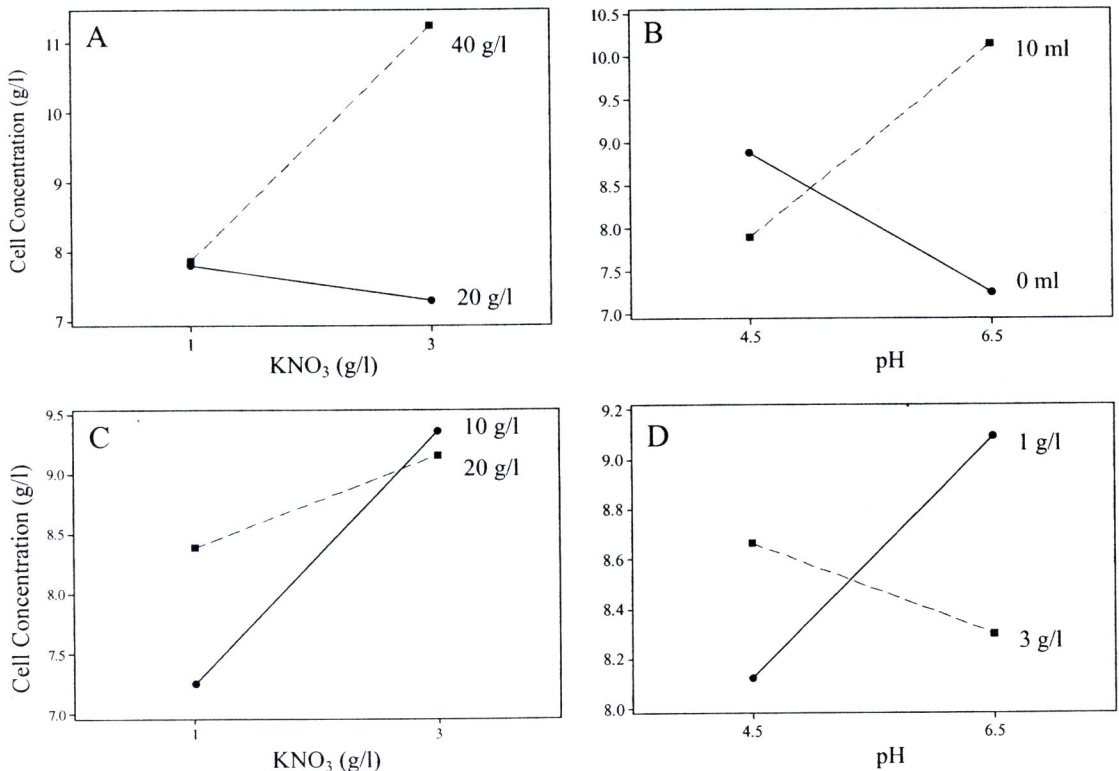 A
Cell Concentration (g/l)
11
10
9
8
7
40 g/l
20 g/l
1
3
KNO₃ (g/l)
B
10.5
10.0
9.5
9.0
8.5
8.0
7.5
7.0
10 ml
0 ml
4.5
6.5
pH
C
Cell Concentration (g/l)
9.5
9.0
8.5
8.0
7.5
7.0
10 g/l
20 g/l
1
3
KNO₃ (g/l)
D
9.2
9.0
8.8
8.6
8.4
8.2
8.0
1 g/l
3 g/l
4.5
6.5
pH